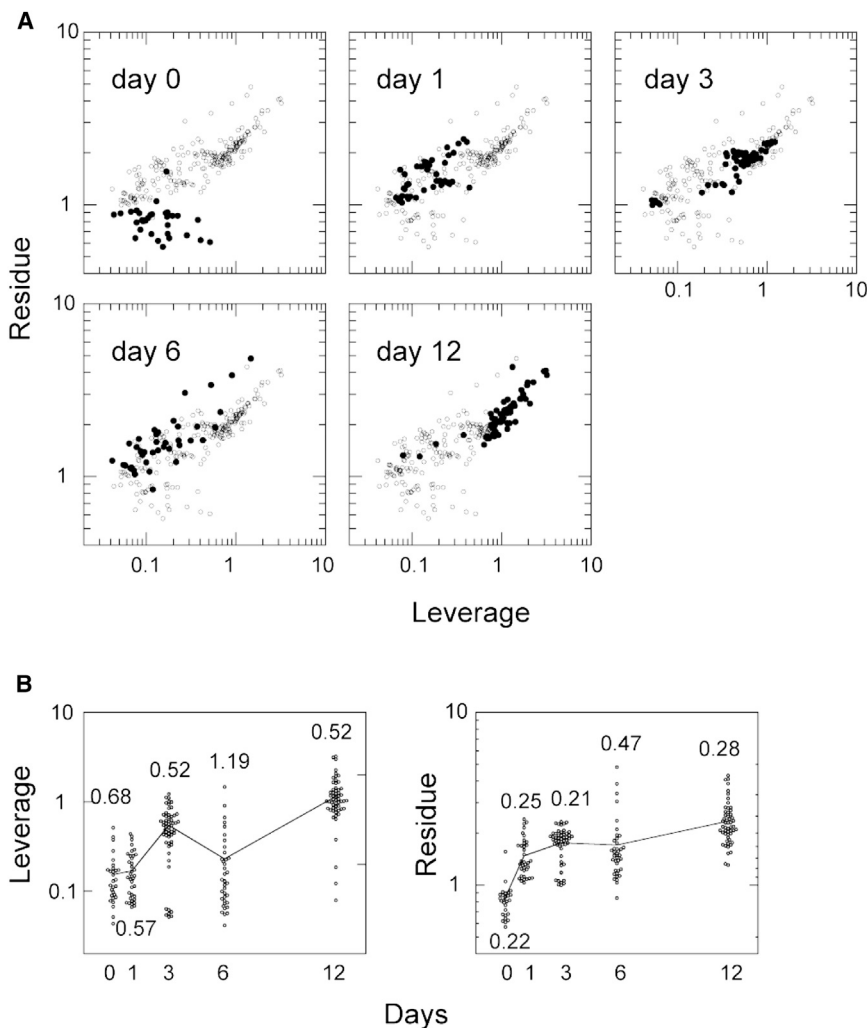 A
10
day 0
day 1
day 3
1
0.1 1 10
Residue
10
day 6
day 12
1
0.1 1 10
0.1 1 10
Leverage
B
10
1
0.1
Leverage
0.68
0.57
0.52
1.19
0.52
0 1 3 6 12
10
1
Residue
0.22
0.25
0.21
0.47
0.28
0 1 3 6 12
Days